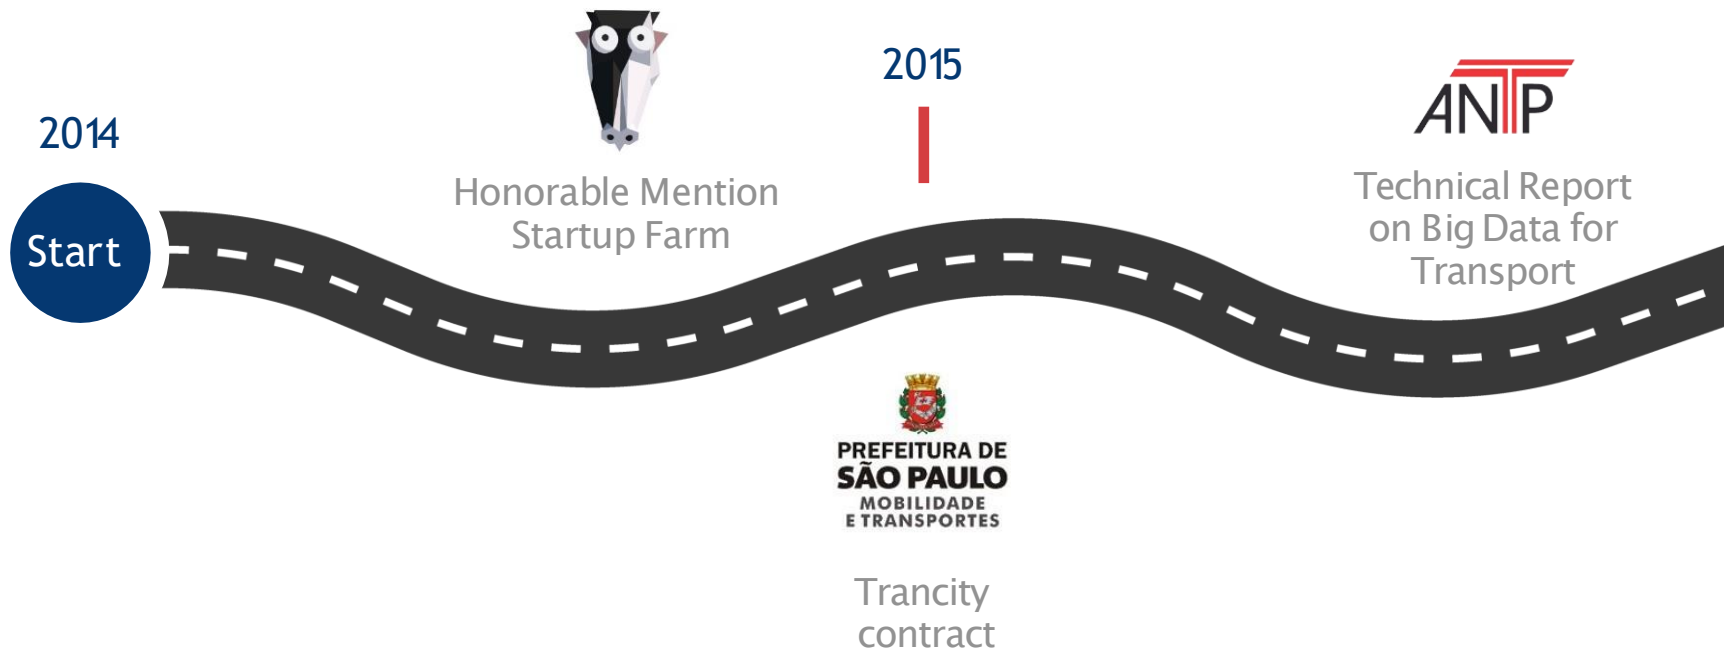 2014
Start
Honorable Mention
Startup Farm
2015
PREFEITURA DE
SÃO PAULO
MOBILIDADE
E TRANSPORTES
Trancity
contract
ANTP
Technical Report
on Big Data for
Transport